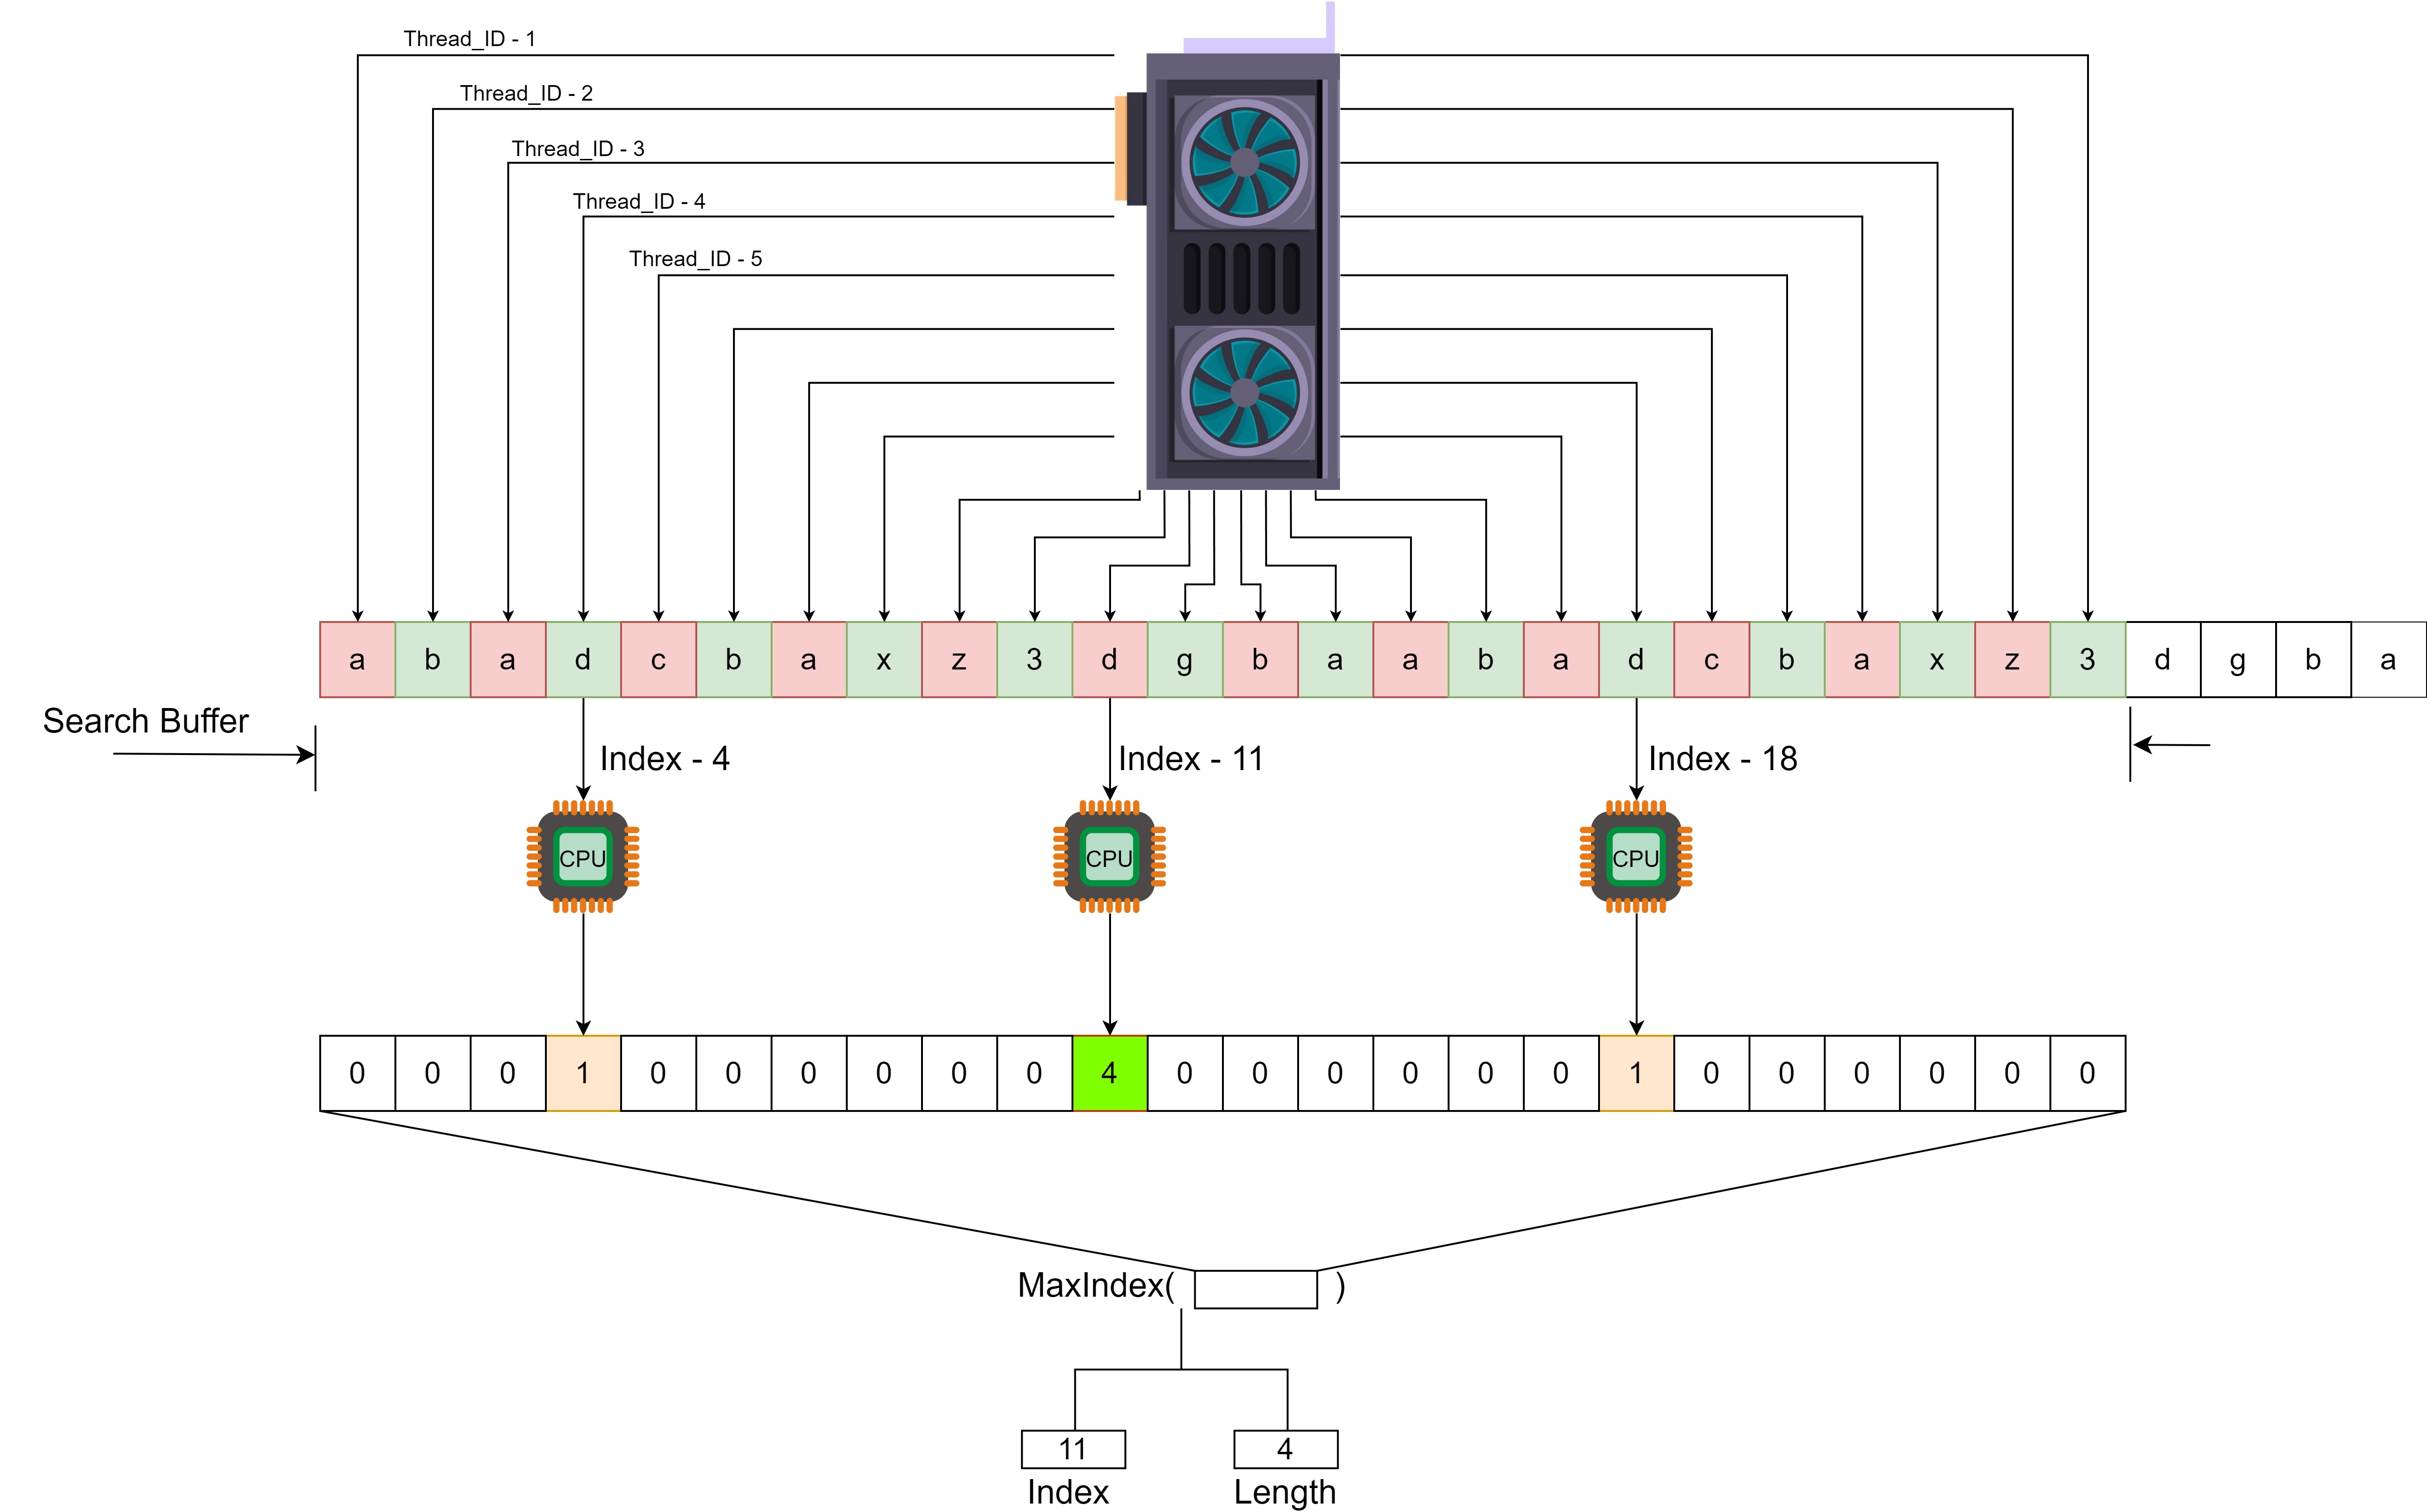 Thread_ID - 1
Thread_ID - 2
Thread_ID - 3
Thread_ID - 4
Thread_ID - 5
a b a d c b a x z 3 d g b a a b a d c b a x z 3 d g b a
Search Buffer
Index - 4 Index - 11 Index - 18
CPU CPU CPU
0 0 0 1 0 0 0 0 0 0 4 0 0 0 0 0 0 1 0 0 0 0 0 0
MaxIndex( )
11 4
Index Length